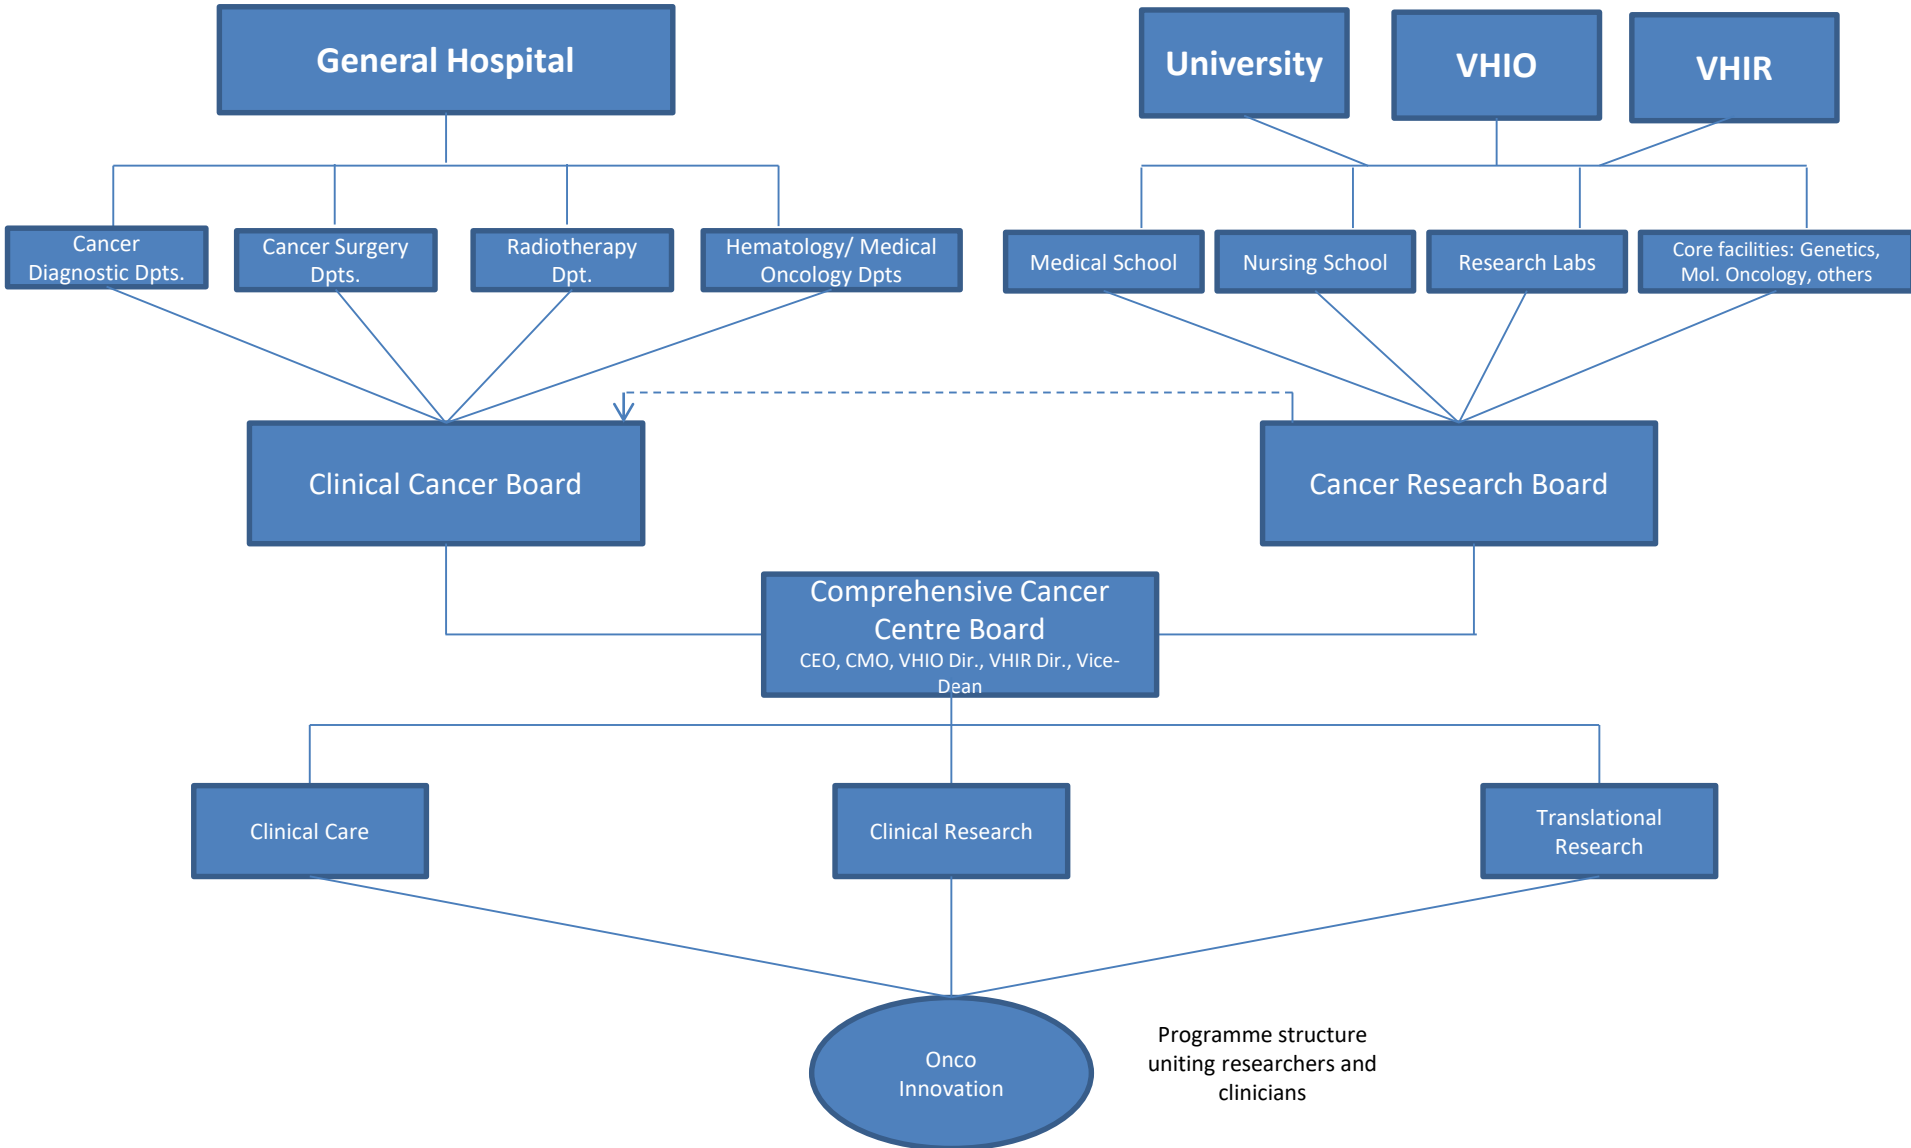 General Hospital
University
VHIO
VHIR
Cancer
Diagnostic Dpts.
Cancer Surgery
Dpts.
Radiotherapy
Dpt.
Hematology/ Medical
Oncology Dpts
Medical School
Nursing School
Research Labs
Core facilities: Genetics,
Mol. Oncology, others
Clinical Cancer Board
Cancer Research Board
Comprehensive Cancer
Centre Board
CEO, CMO, VHIO Dir., VHIR Dir., Vice-
Dean
Clinical Care
Clinical Research
Translational
Research
Onco
Innovation
Programme structure
uniting researchers and
clinicians